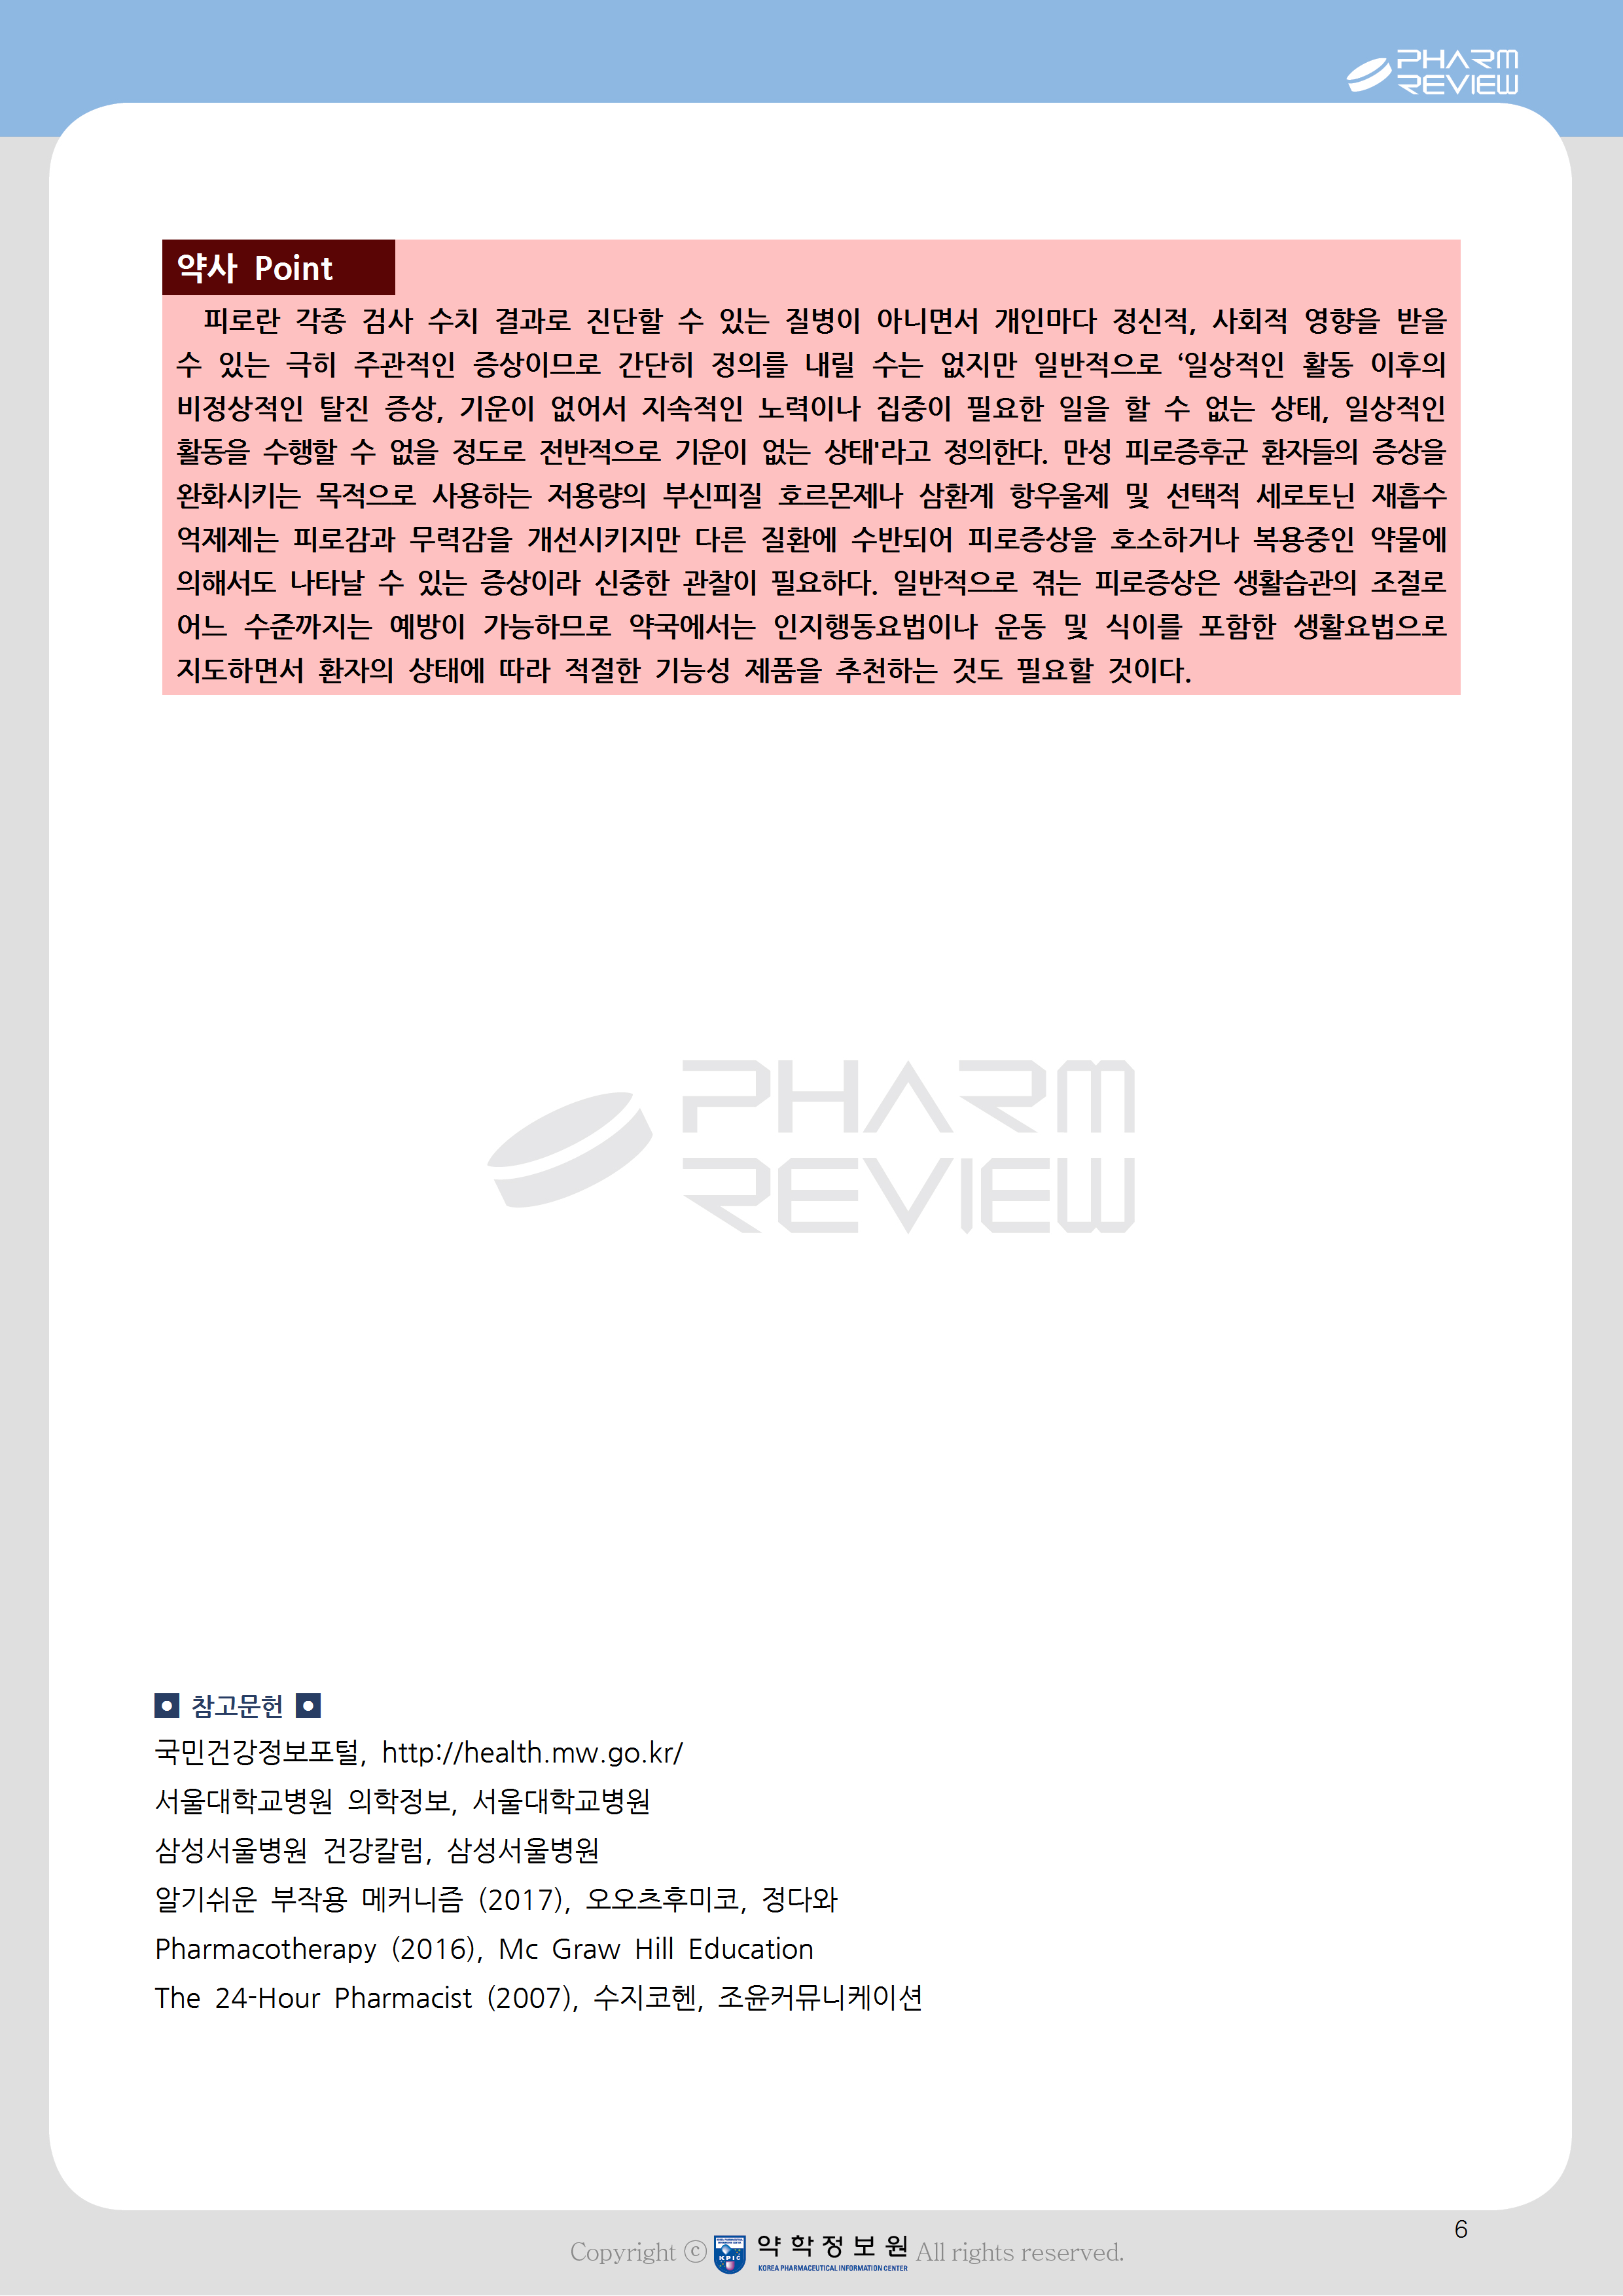 PHARM
REVIEW
약사 Point
피로란 각종 검사 수치 결과로 진단할 수 있는 질병이 아니면서 개인마다 정신적, 사회적 영향을 받을
수 있는 극히 주관적인 증상이므로 간단히 정의를 내릴 수는 없지만 일반적으로 ‘일상적인 활동 이후의
비정상적인 탈진 증상, 기운이 없어서 지속적인 노력이나 집중이 필요한 일을 할 수 없는 상태, 일상적인
활동을 수행할 수 없을 정도로 전반적으로 기운이 없는 상태'라고 정의한다. 만성 피로증후군 환자들의 증상을
완화시키는 목적으로 사용하는 저용량의 부신피질 호르몬제나 삼환계 항우울제 및 선택적 세로토닌 재흡수
억제제는 피로감과 무력감을 개선시키지만 다른 질환에 수반되어 피로증상을 호소하거나 복용중인 약물에
의해서도 나타날 수 있는 증상이라 신중한 관찰이 필요하다. 일반적으로 겪는 피로증상은 생활습관의 조절로
어느 수준까지는 예방이 가능하므로 약국에서는 인지행동요법이나 운동 및 식이를 포함한 생활요법으로
지도하면서 환자의 상태에 따라 적절한 기능성 제품을 추천하는 것도 필요할 것이다.
PHARM
REVIEW
◘ 참고문헌 ◘
국민건강정보포털, http://health.mw.go.kr/
서울대학교병원 의학정보, 서울대학교병원
삼성서울병원 건강칼럼, 삼성서울병원
알기쉬운 부작용 메커니즘 (2017), 오오츠후미코, 정다와
Pharmacotherapy (2016), Mc Graw Hill Education
The 24-Hour Pharmacist (2007), 수지코헨, 조윤커뮤니케이션
6
Copyright ⓒ KPIC 약학정보원 All rights reserved.
KOREA PHARMACEUTICAL INFORMATION CENTER